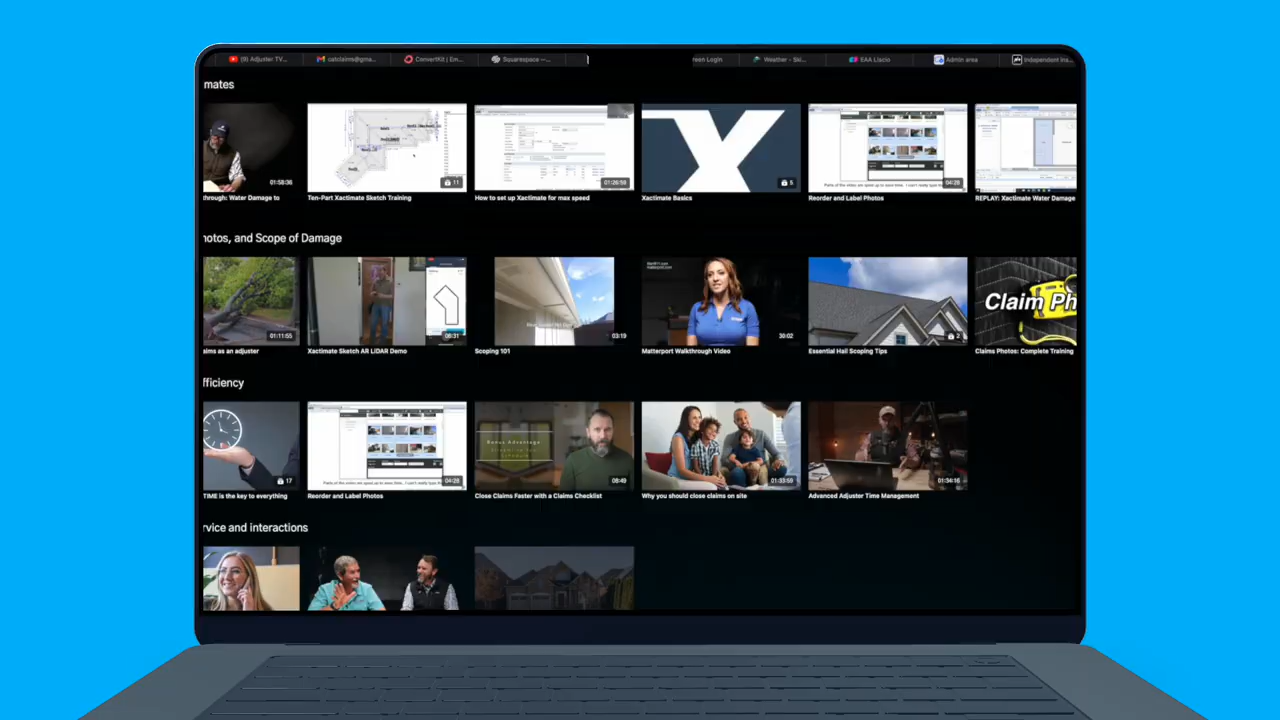 (9) Adjuster TV...
ConvertKit | Em...
Squarespace —...
reen Login
Weather - Ski...
EAA Liscio
Admin area
Independent ins...
mates
01:58:36
11
01:26:59
5
04:28
through: Water Damage to
Ten-Part Xactimate Sketch Training
How to set up Xactimate for max speed
Xactimate Basics
Reorder and Label Photos
REPLAY: Xactimate Water Damage
hotos, and Scope of Damage
Claim Ph
01:11:55
06:31
03:19
30:02
2
aims as an adjuster
Xactimate Sketch AR LiDAR Demo
Scoping 101
Matterport Walkthrough Video
Essential Hail Scoping Tips
Claims Photos: Complete Training
fficiency
Bonus Advantage
17
04:28
08:49
01:33:59
01:34:16
TIME is the key to everything
Reorder and Label Photos
Close Claims Faster with a Claims Checklist
Why you should close claims on site
Advanced Adjuster Time Management
rvice and interactions